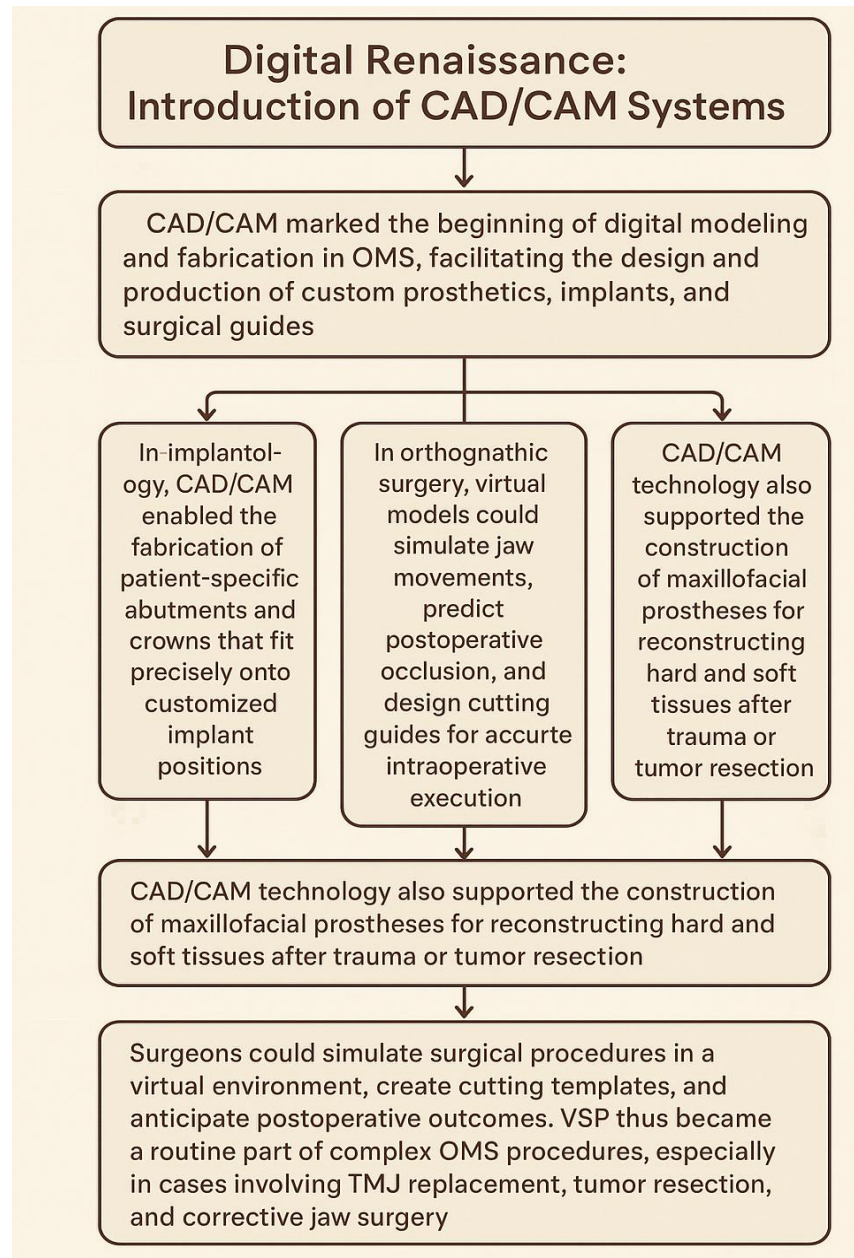 Digital Renaissance:
Introduction of CAD/CAM Systems
CAD/CAM marked the beginning of digital modeling
and fabrication in OMS, facilitating the design and
production of custom prosthetics, implants, and
surgical guides
In-implantol-
ogy, CAD/CAM
enabled the
fabrication of
patient-specific
abutments and
crowns that fit
precisely onto
customized
implant
positions
In orthognathic
surgery, virtual
models could
simulate jaw
movements,
predict
postoperative
occlusion, and
design cutting
guides for accurte
intraoperative
execution
CAD/CAM
technology also
supported the
construction
of maxillofacial
prostheses for
reconstructing
hard and soft
tissues after
trauma or
tumor resection
CAD/CAM technology also supported the construction
of maxillofacial prostheses for reconstructing hard and
soft tissues after trauma or tumor resection
Surgeons could simulate surgical procedures in a
virtual environment, create cutting templates, and
anticipate postoperative outcomes. VSP thus became
a routine part of complex OMS procedures, especially
in cases involving TMJ replacement, tumor resection,
and corrective jaw surgery